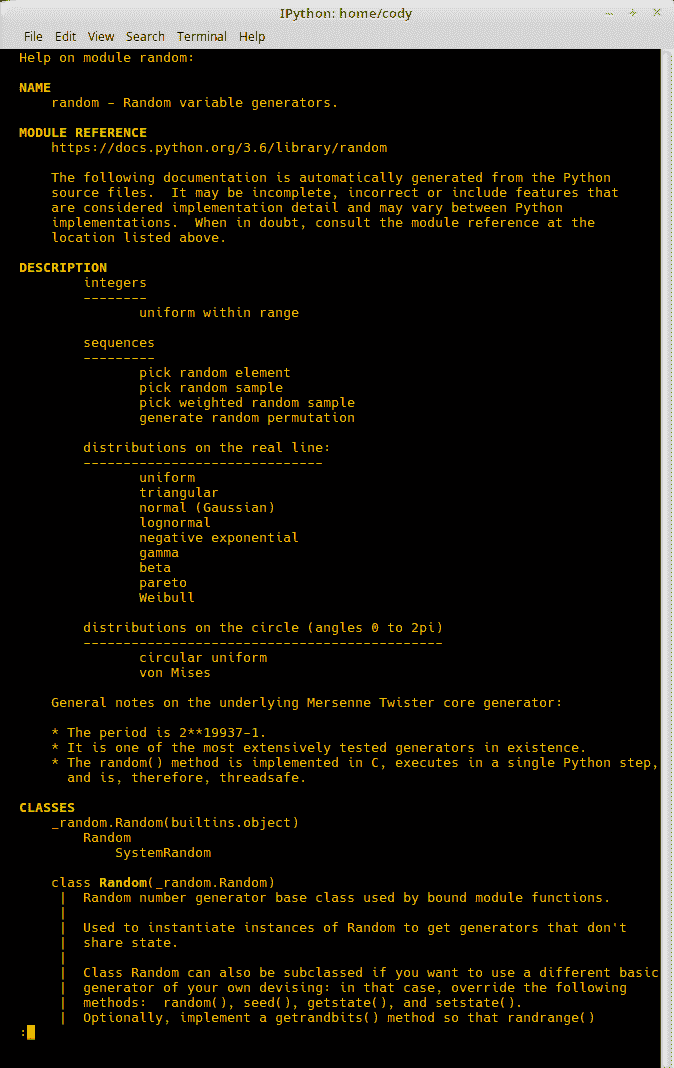 IPython: home/cody
File Edit View Search Terminal Help
Help on module random:
NAME
random - Random variable generators.
MODULE REFERENCE
https://docs.python.org/3.6/library/random
The following documentation is automatically generated from the Python
source files.  It may be incomplete, incorrect or include features that
are considered implementation detail and may vary between Python
implementations.  When in doubt, consult the module reference at the
location listed above.
DESCRIPTION
integers
--------
uniform within range
sequences
---------
pick random element
pick random sample
pick weighted random sample
generate random permutation
distributions on the real line:
------------------------------
uniform
triangular
normal (Gaussian)
lognormal
negative exponential
gamma
beta
pareto
Weibull
distributions on the circle (angles 0 to 2pi)
---------------------------------------------
circular uniform
von Mises
General notes on the underlying Mersenne Twister core generator:
* The period is 2**19937-1.
* It is one of the most extensively tested generators in existence.
* The random() method is implemented in C, executes in a single Python step,
and is, therefore, threadsafe.
CLASSES
_random.Random(builtins.object)
Random
SystemRandom
class Random(_random.Random)
|  Random number generator base class used by bound module functions.
|
|  Used to instantiate instances of Random to get generators that don't
|  share state.
|
|  Class Random can also be subclassed if you want to use a different basic
|  generator of your own devising: in that case, override the following
|  methods:  random(), seed(), getstate(), and setstate().
|  Optionally, implement a getrandbits() method so that randrange()
: